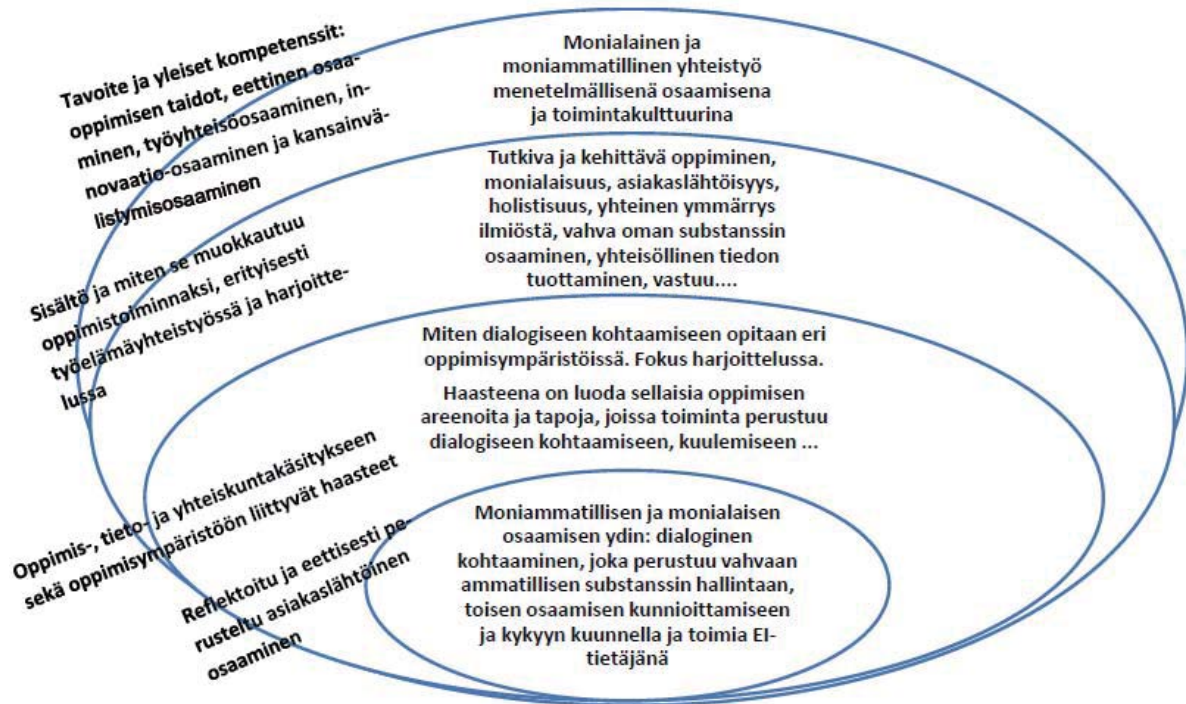 Tavoite ja yleiset kompetenssit:
oppimisen taidot, eettinen osaa-
minen, työyhteisöosaaminen, in-
novaatio-osaaminen ja kansainvä-
listymisosaaminen
Monialainen ja
moniammatillinen yhteistyö
menetelmällisenä osaamisena
ja toimintakulttuurina
Sisältö ja miten se muokkautuu
oppimistoiminnaksi, erityisesti
työelämäyhteistyössä ja harjoitte-
lussa
Tutkiva ja kehittävä oppiminen,
monialaisuus, asiakaslähtöisyys,
holistisuus, yhteinen ymmärrys
ilmiöstä, vahva oman substanssin
osaaminen, yhteisöllinen tiedon
tuottaminen, vastuu....
Oppimis-, tieto- ja yhteiskuntakäsitykseen
sekä oppimisympäristöön liittyvät haasteet
Miten dialogiseen kohtaamiseen opitaan eri
oppimisympäristöissä. Fokus harjoittelussa.
Haasteena on luoda sellaisia oppimisen
areenoita ja tapoja, joissa toiminta perustuu
dialogiseen kohtaamiseen, kuulemiseen ...
Reflektoitu ja eettisesti pe-
rusteltu asiakaslähtöinen
osaaminen
Moniammatillisen ja monialaisen
osaamisen ydin: dialoginen
kohtaaminen, joka perustuu vahvaan
ammatillisen substanssin hallintaan,
toisen osaamisen kunnioittamiseen
ja kykyyn kuunnella ja toimia EI-
tietäjänä